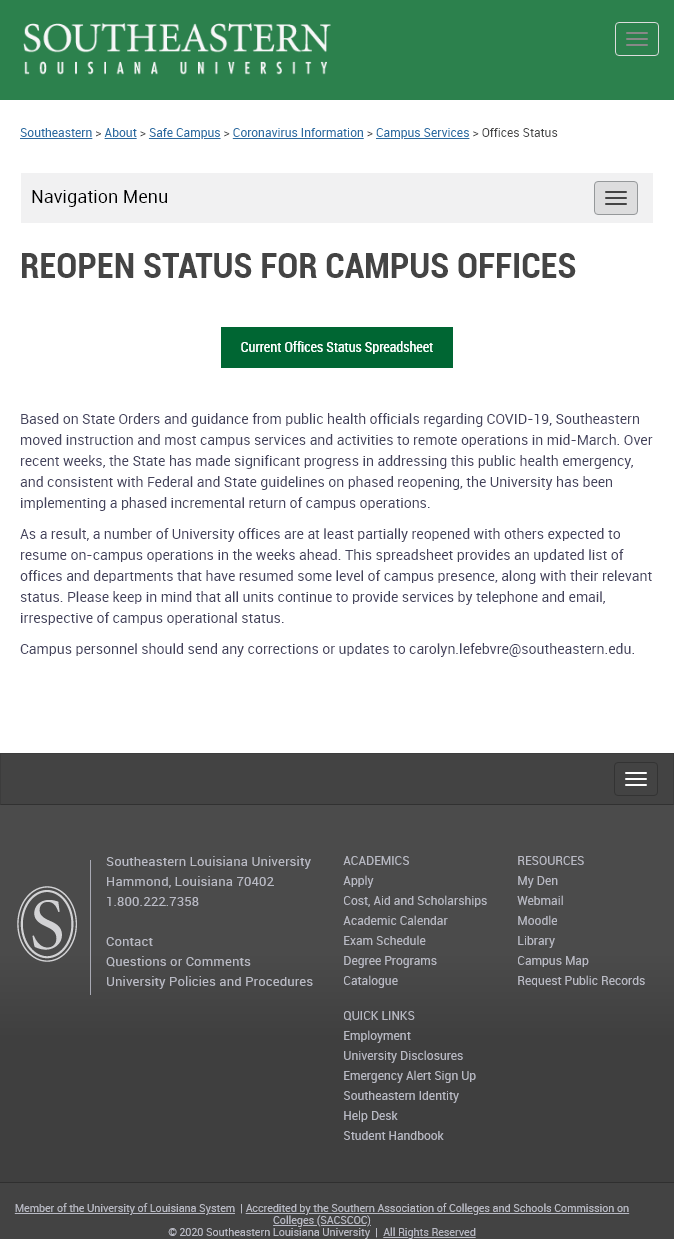 SOUTHEASTERN
LOUISIANA UNIVERSITY
Southeastern > About > Safe Campus > Coronavirus Information > Campus Services > Offices Status
Navigation Menu
REOPEN STATUS FOR CAMPUS OFFICES
Current Offices Status Spreadsheet
Based on State Orders and guidance from public health officials regarding COVID-19, Southeastern
moved instruction and most campus services and activities to remote operations in mid-March. Over
recent weeks, the State has made significant progress in addressing this public health emergency,
and consistent with Federal and State guidelines on phased reopening, the University has been
implementing a phased incremental return of campus operations.
As a result, a number of University offices are at least partially reopened with others expected to
resume on-campus operations in the weeks ahead. This spreadsheet provides an updated list of
offices and departments that have resumed some level of campus presence, along with their relevant
status. Please keep in mind that all units continue to provide services by telephone and email,
irrespective of campus operational status.
Campus personnel should send any corrections or updates to carolyn.lefebvre@southeastern.edu.
S
Southeastern Louisiana University
Hammond, Louisiana 70402
1.800.222.7358
Contact
Questions or Comments
University Policies and Procedures
ACADEMICS
Apply
Cost, Aid and Scholarships
Academic Calendar
Exam Schedule
Degree Programs
Catalogue
QUICK LINKS
Employment
University Disclosures
Emergency Alert Sign Up
Southeastern Identity
Help Desk
Student Handbook
RESOURCES
My Den
Webmail
Moodle
Library
Campus Map
Request Public Records
Member of the University of Louisiana System | Accredited by the Southern Association of Colleges and Schools Commission on
Colleges (SACSCOC)
© 2020 Southeastern Louisiana University | All Rights Reserved